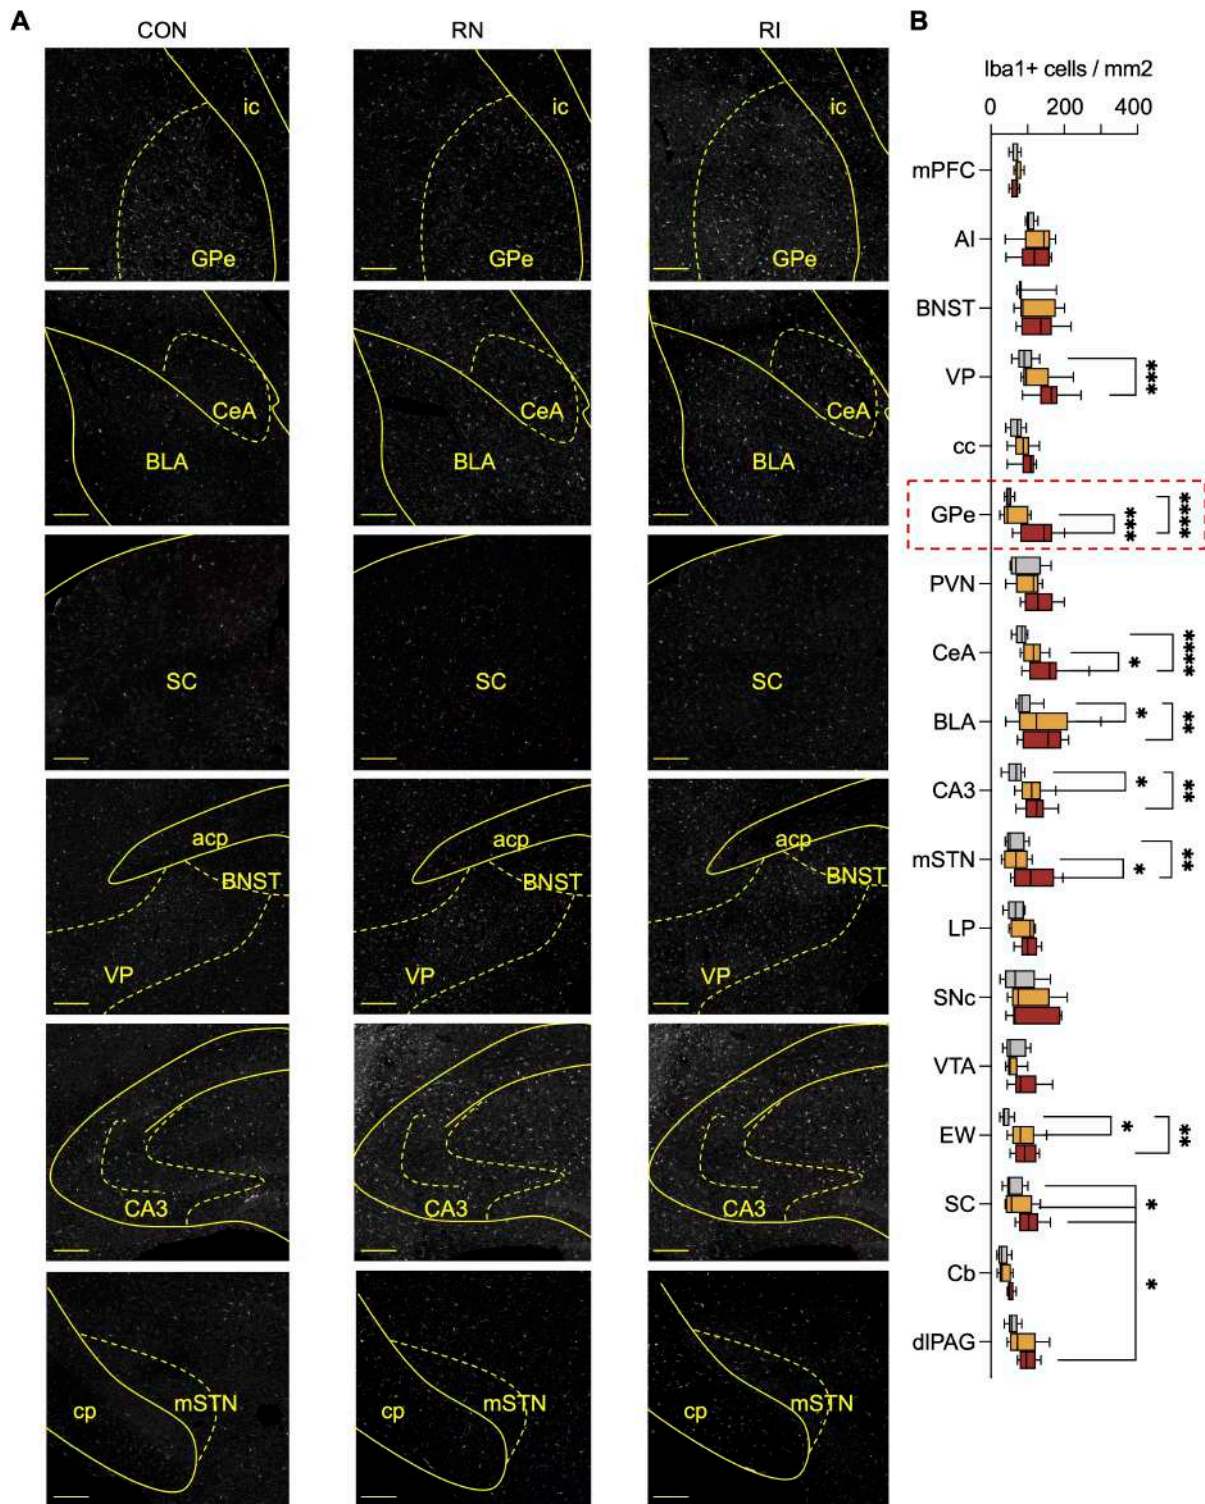 A
CON RN RI
B
Iba1+ cells / mm2
0 200 400
ic ic ic
GPe GPe GPe
CeA CeA CeA
BLA BLA BLA
SC SC SC
acp acp acp
BNST BNST BNST
VP VP VP
CA3 CA3 CA3
mSTN mSTN mSTN
cp cp cp
mPFC
AI
BNST
VP ***
cc
GPe *** ****
PVN
CeA * ****
BLA * **
CA3 * **
mSTN * **
LP
SNc
VTA
EW * **
SC *
Cb *
dlPAG